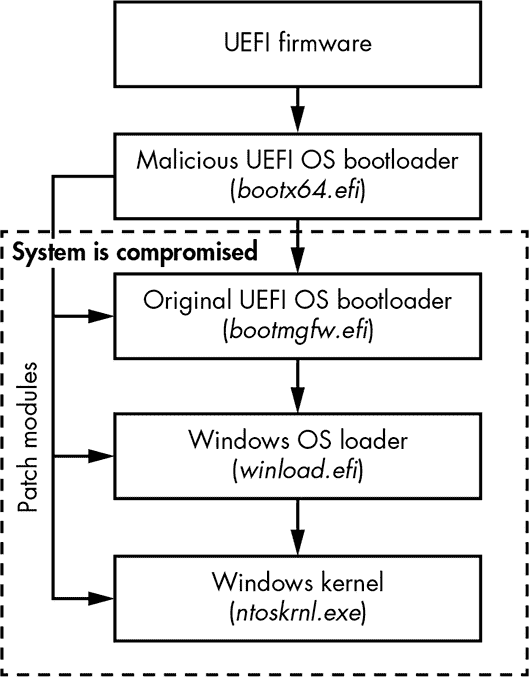 UEFI firmware
Malicious UEFI OS bootloader
(bootx64.efi)
System is compromised
Original UEFI OS bootloader
(bootmgfw.efi)
Patch modules
Windows OS loader
(winload.efi)
Windows kernel
(ntoskrnl.exe)